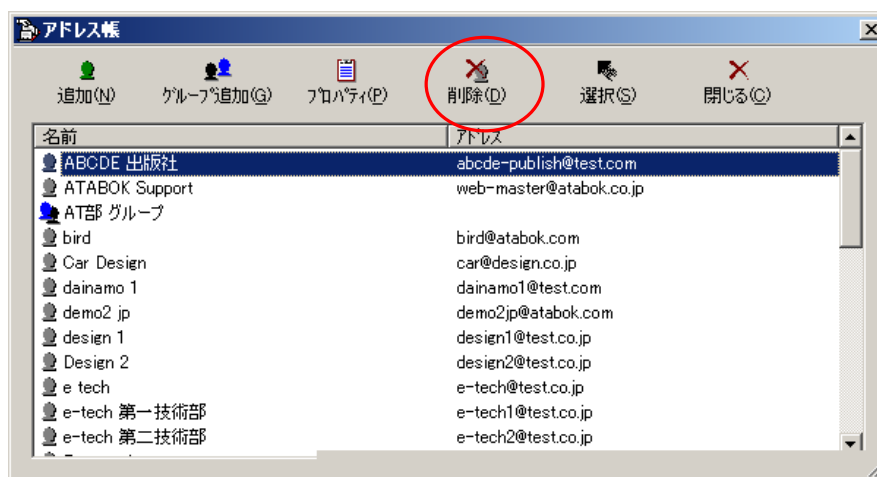 アドレス帳
追加(N) グループ追加(G) プロパティ(P) 削除(D) 選択(S) 閉じる(C)
名前 アドレス
ABCDE 出版社 abcde-publish@test.com
ATABOK Support web-master@atabok.co.jp
AT部 グループ
bird bird@atabok.com
Car Design car@design.co.jp
dainamo 1 dainamo1@test.com
demo2 jp demo2jp@atabok.com
design 1 design1@test.co.jp
Design 2 design2@test.co.jp
e tech e-tech@test.co.jp
e-tech 第一技術部 e-tech1@test.co.jp
e-tech 第二技術部 e-tech2@test.co.jp